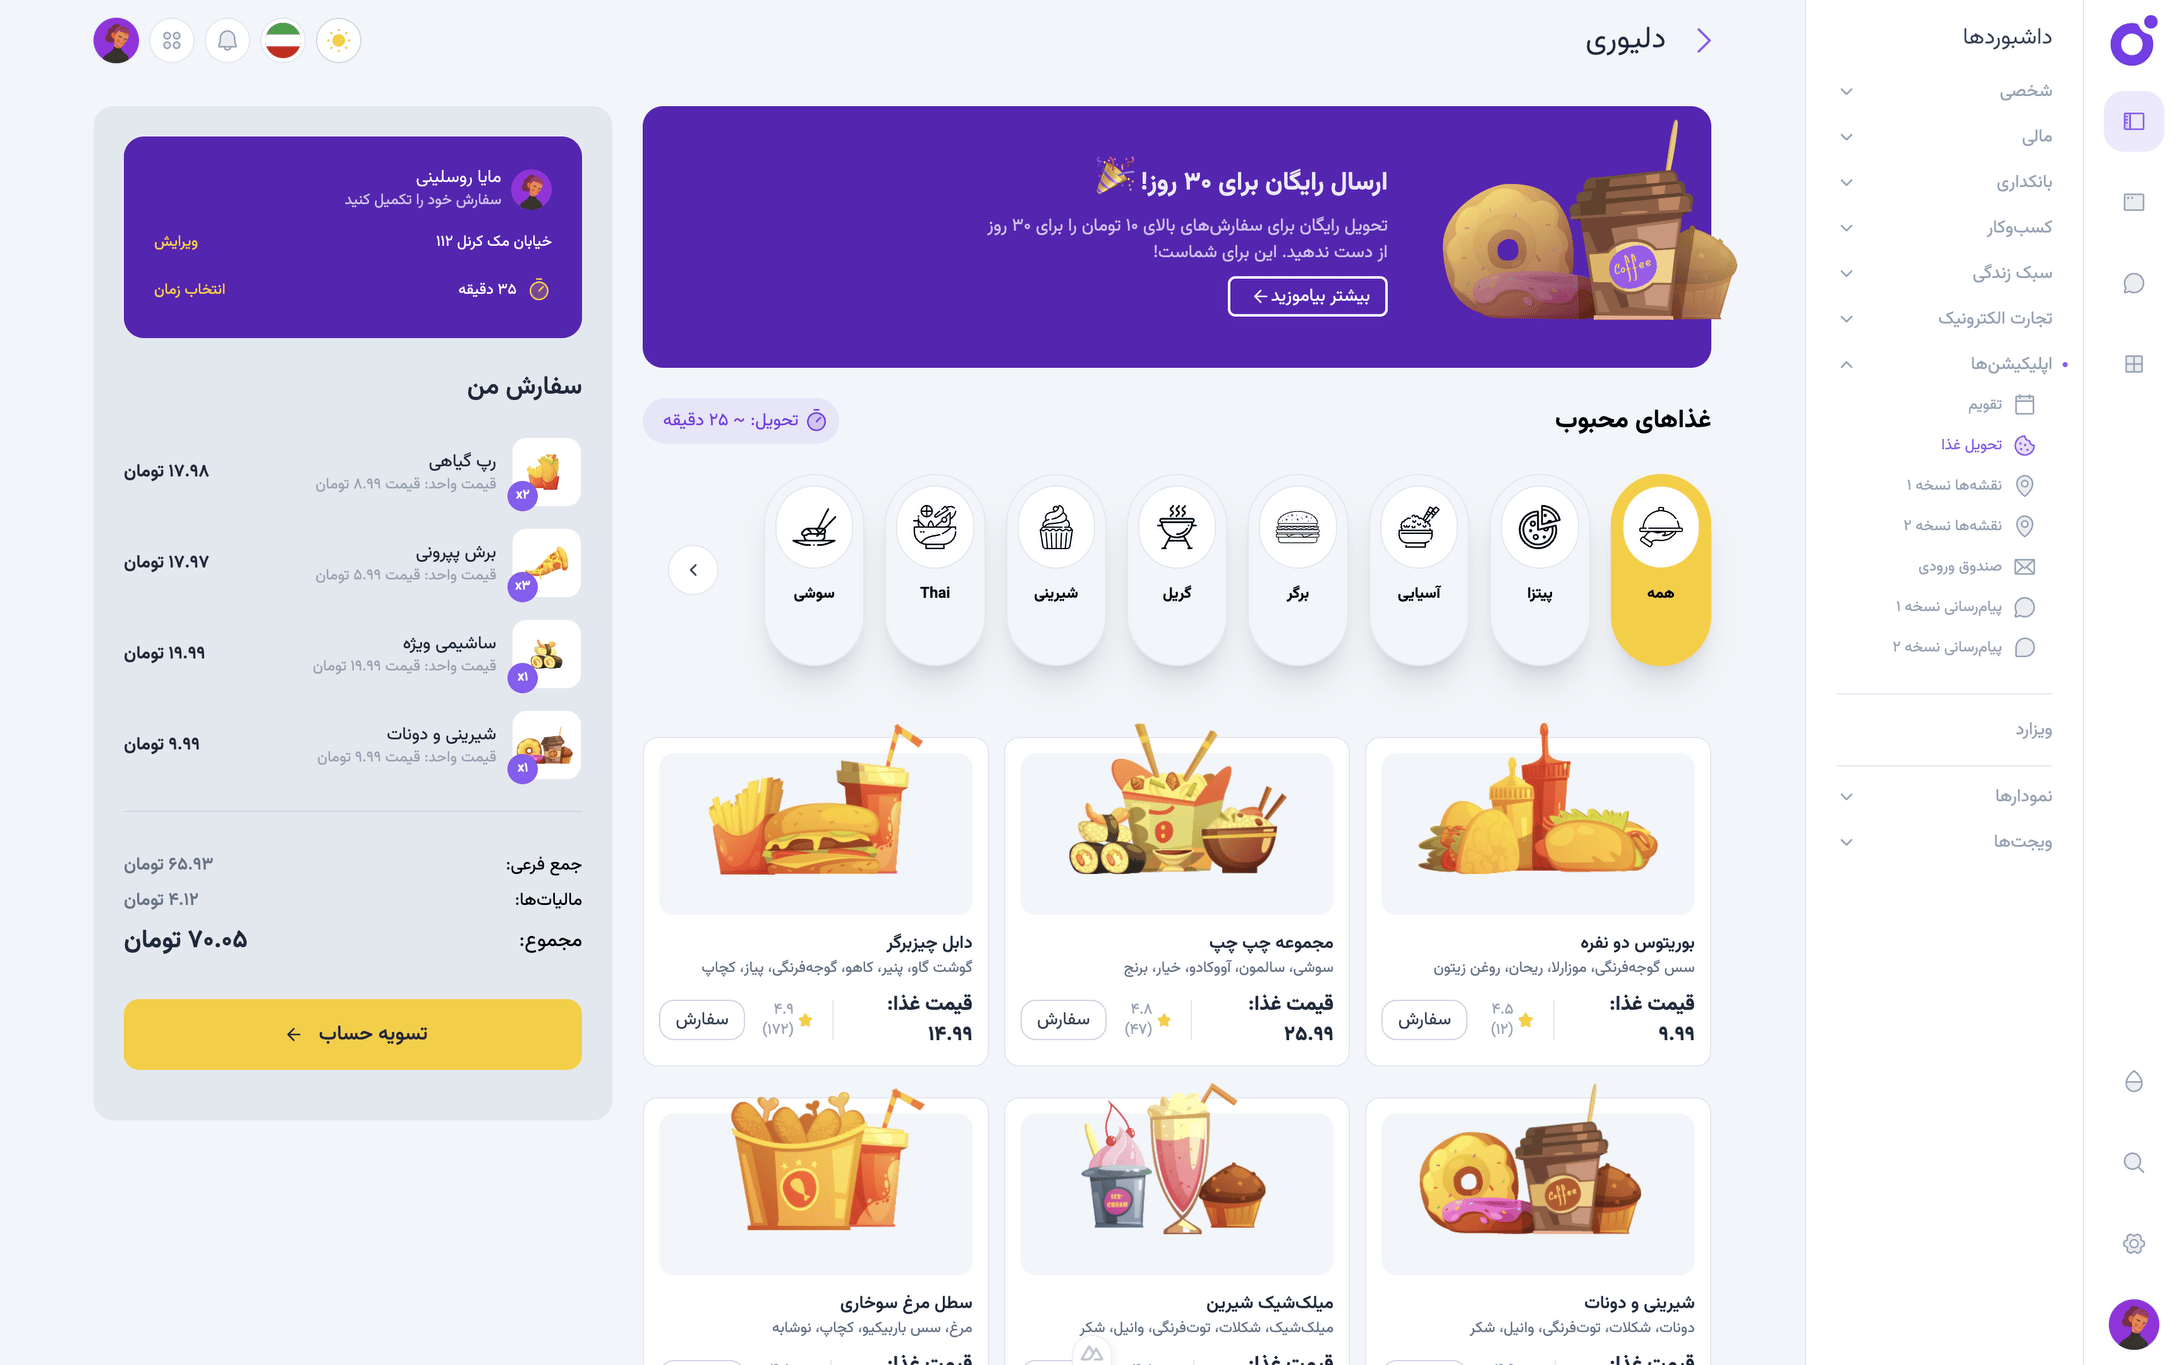 داشبوردها
شخصی
مالی
بانکداری
کسب‌وکار
سبک زندگی
تجارت الکترونیک
اپلیکیشن‌ها
تقویم
تحویل غذا
نقشه‌ها نسخه ۱
نقشه‌ها نسخه ۲
صندوق ورودی
پیام‌رسانی نسخه ۱
پیام‌رسانی نسخه ۲
ویزارد
نمودارها
ویجت‌ها
دلیوری
ارسال رایگان برای ۳۰ روز!
تحویل رایگان برای سفارش‌های بالای ۱۰ تومان را برای ۳۰ روز
از دست ندهید. این برای شماست!
بیشتر بیاموزید
Coffee
غذاهای محبوب
تحویل: ~ ۲۵ دقیقه
همه
پیتزا
آسیایی
برگر
گریل
شیرینی
Thai
سوشی
بوریتوس دو نفره
سس گوجه‌فرنگی، موزارلا، ریحان، روغن زیتون
قیمت غذا:
۹.۹۹
۴.۵
(۱۲)
سفارش
مجموعه چپ چپ
سوشی، سالمون، آووکادو، خیار، برنج
قیمت غذا:
۲۵.۹۹
۴.۸
(۴۷)
سفارش
دابل چیزبرگر
گوشت گاو، پنیر، کاهو، گوجه‌فرنگی، پیاز، کچاپ
قیمت غذا:
۱۴.۹۹
۴.۹
(۱۷۲)
سفارش
Coffee
شیرینی و دونات
دونات، شکلات، توت‌فرنگی، وانیل، شکر
قیمت غذا:
ICE-
CREAM
میلک‌شیک شیرین
میلک‌شیک، شکلات، توت‌فرنگی، وانیل، شکر
قیمت غذا:
سطل مرغ سوخاری
مرغ، سس باربیکیو، کچاپ، نوشابه
قیمت غذا:
مایا روسلینی
سفارش خود را تکمیل کنید
خیابان مک کرنل ۱۱۲
ویرایش
۳۵ دقیقه
انتخاب زمان
سفارش من
رپ گیاهی
قیمت واحد: قیمت ۸.۹۹ تومان
x۲
۱۷.۹۸ تومان
برش پپرونی
قیمت واحد: قیمت ۵.۹۹ تومان
x۳
۱۷.۹۷ تومان
ساشیمی ویژه
قیمت واحد: قیمت ۱۹.۹۹ تومان
x۱
۱۹.۹۹ تومان
شیرینی و دونات
قیمت واحد: قیمت ۹.۹۹ تومان
x۱
۹.۹۹ تومان
جمع فرعی:
۶۵.۹۳ تومان
مالیات‌ها:
۴.۱۲ تومان
مجموع:
۷۰.۰۵ تومان
تسویه حساب